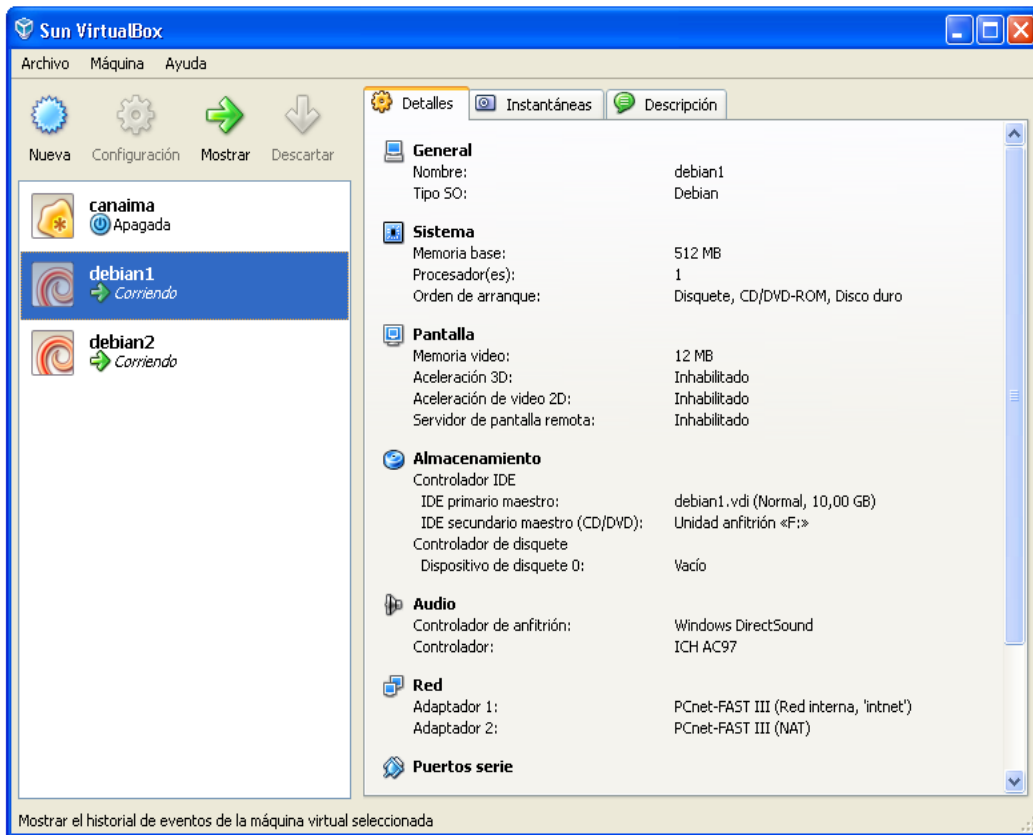 Sun VirtualBox
Archivo Máquina Ayuda
Nueva Configuración Mostrar Descartar
canaima
Apagada
debian1
Corriendo
debian2
Corriendo
Detalles Instantáneas Descripción
General
Nombre: debian1
Tipo SO: Debian
Sistema
Memoria base: 512 MB
Procesador(es): 1
Orden de arranque: Disquete, CD/DVD-ROM, Disco duro
Pantalla
Memoria video: 12 MB
Aceleración 3D: Inhabilitado
Aceleración de video 2D: Inhabilitado
Servidor de pantalla remota: Inhabilitado
Almacenamiento
Controlador IDE
IDE primario maestro: debian1.vdi (Normal, 10,00 GB)
IDE secundario maestro (CD/DVD): Unidad anfitrión «F:»
Controlador de disquete
Dispositivo de disquete 0: Vacío
Audio
Controlador de anfitrión: Windows DirectSound
Controlador: ICH AC97
Red
Adaptador 1: PCnet-FAST III (Red interna, 'intnet')
Adaptador 2: PCnet-FAST III (NAT)
Puertos serie
Mostrar el historial de eventos de la máquina virtual seleccionada